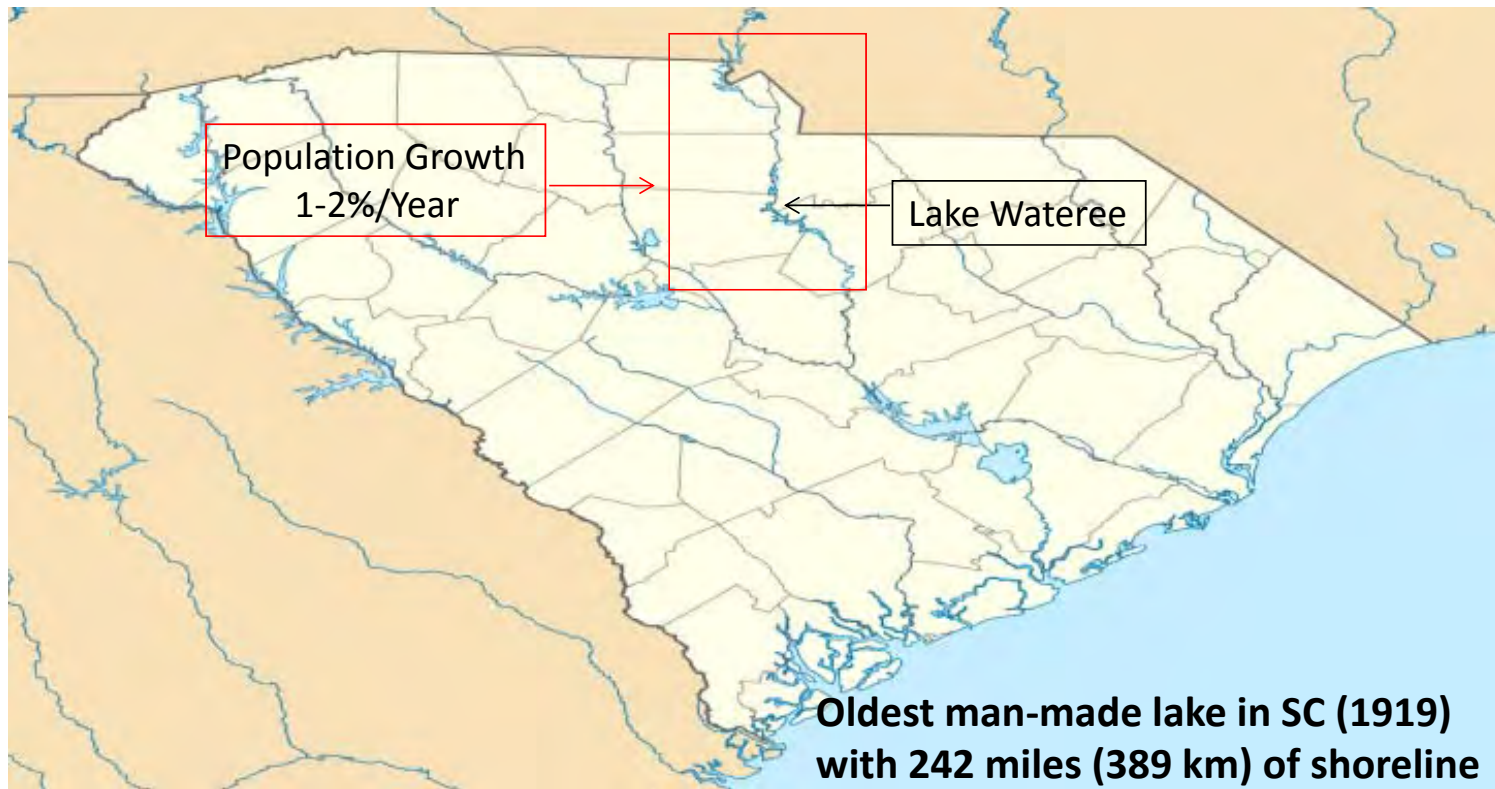 Population Growth
1-2%/Year
Lake Wateree
Oldest man-made lake in SC (1919)
with 242 miles (389 km) of shoreline